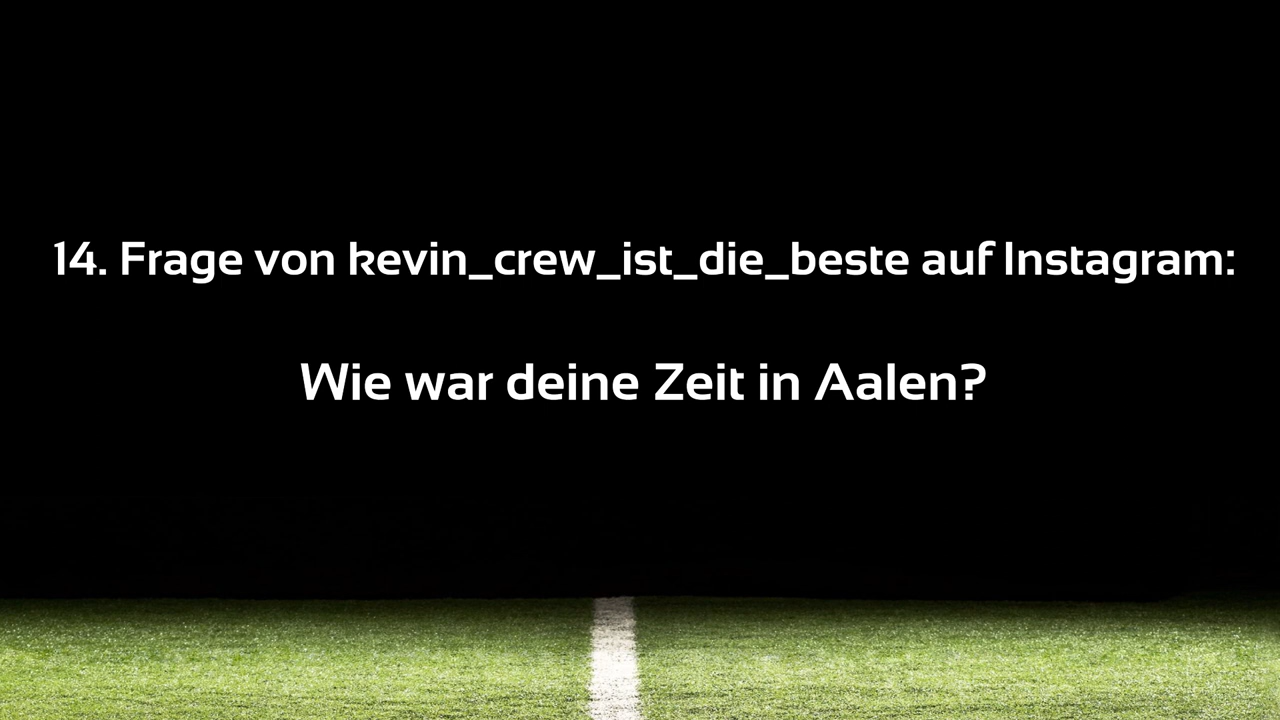 14. Frage von kevin_crew_ist_die_beste auf Instagram:
Wie war deine Zeit in Aalen?